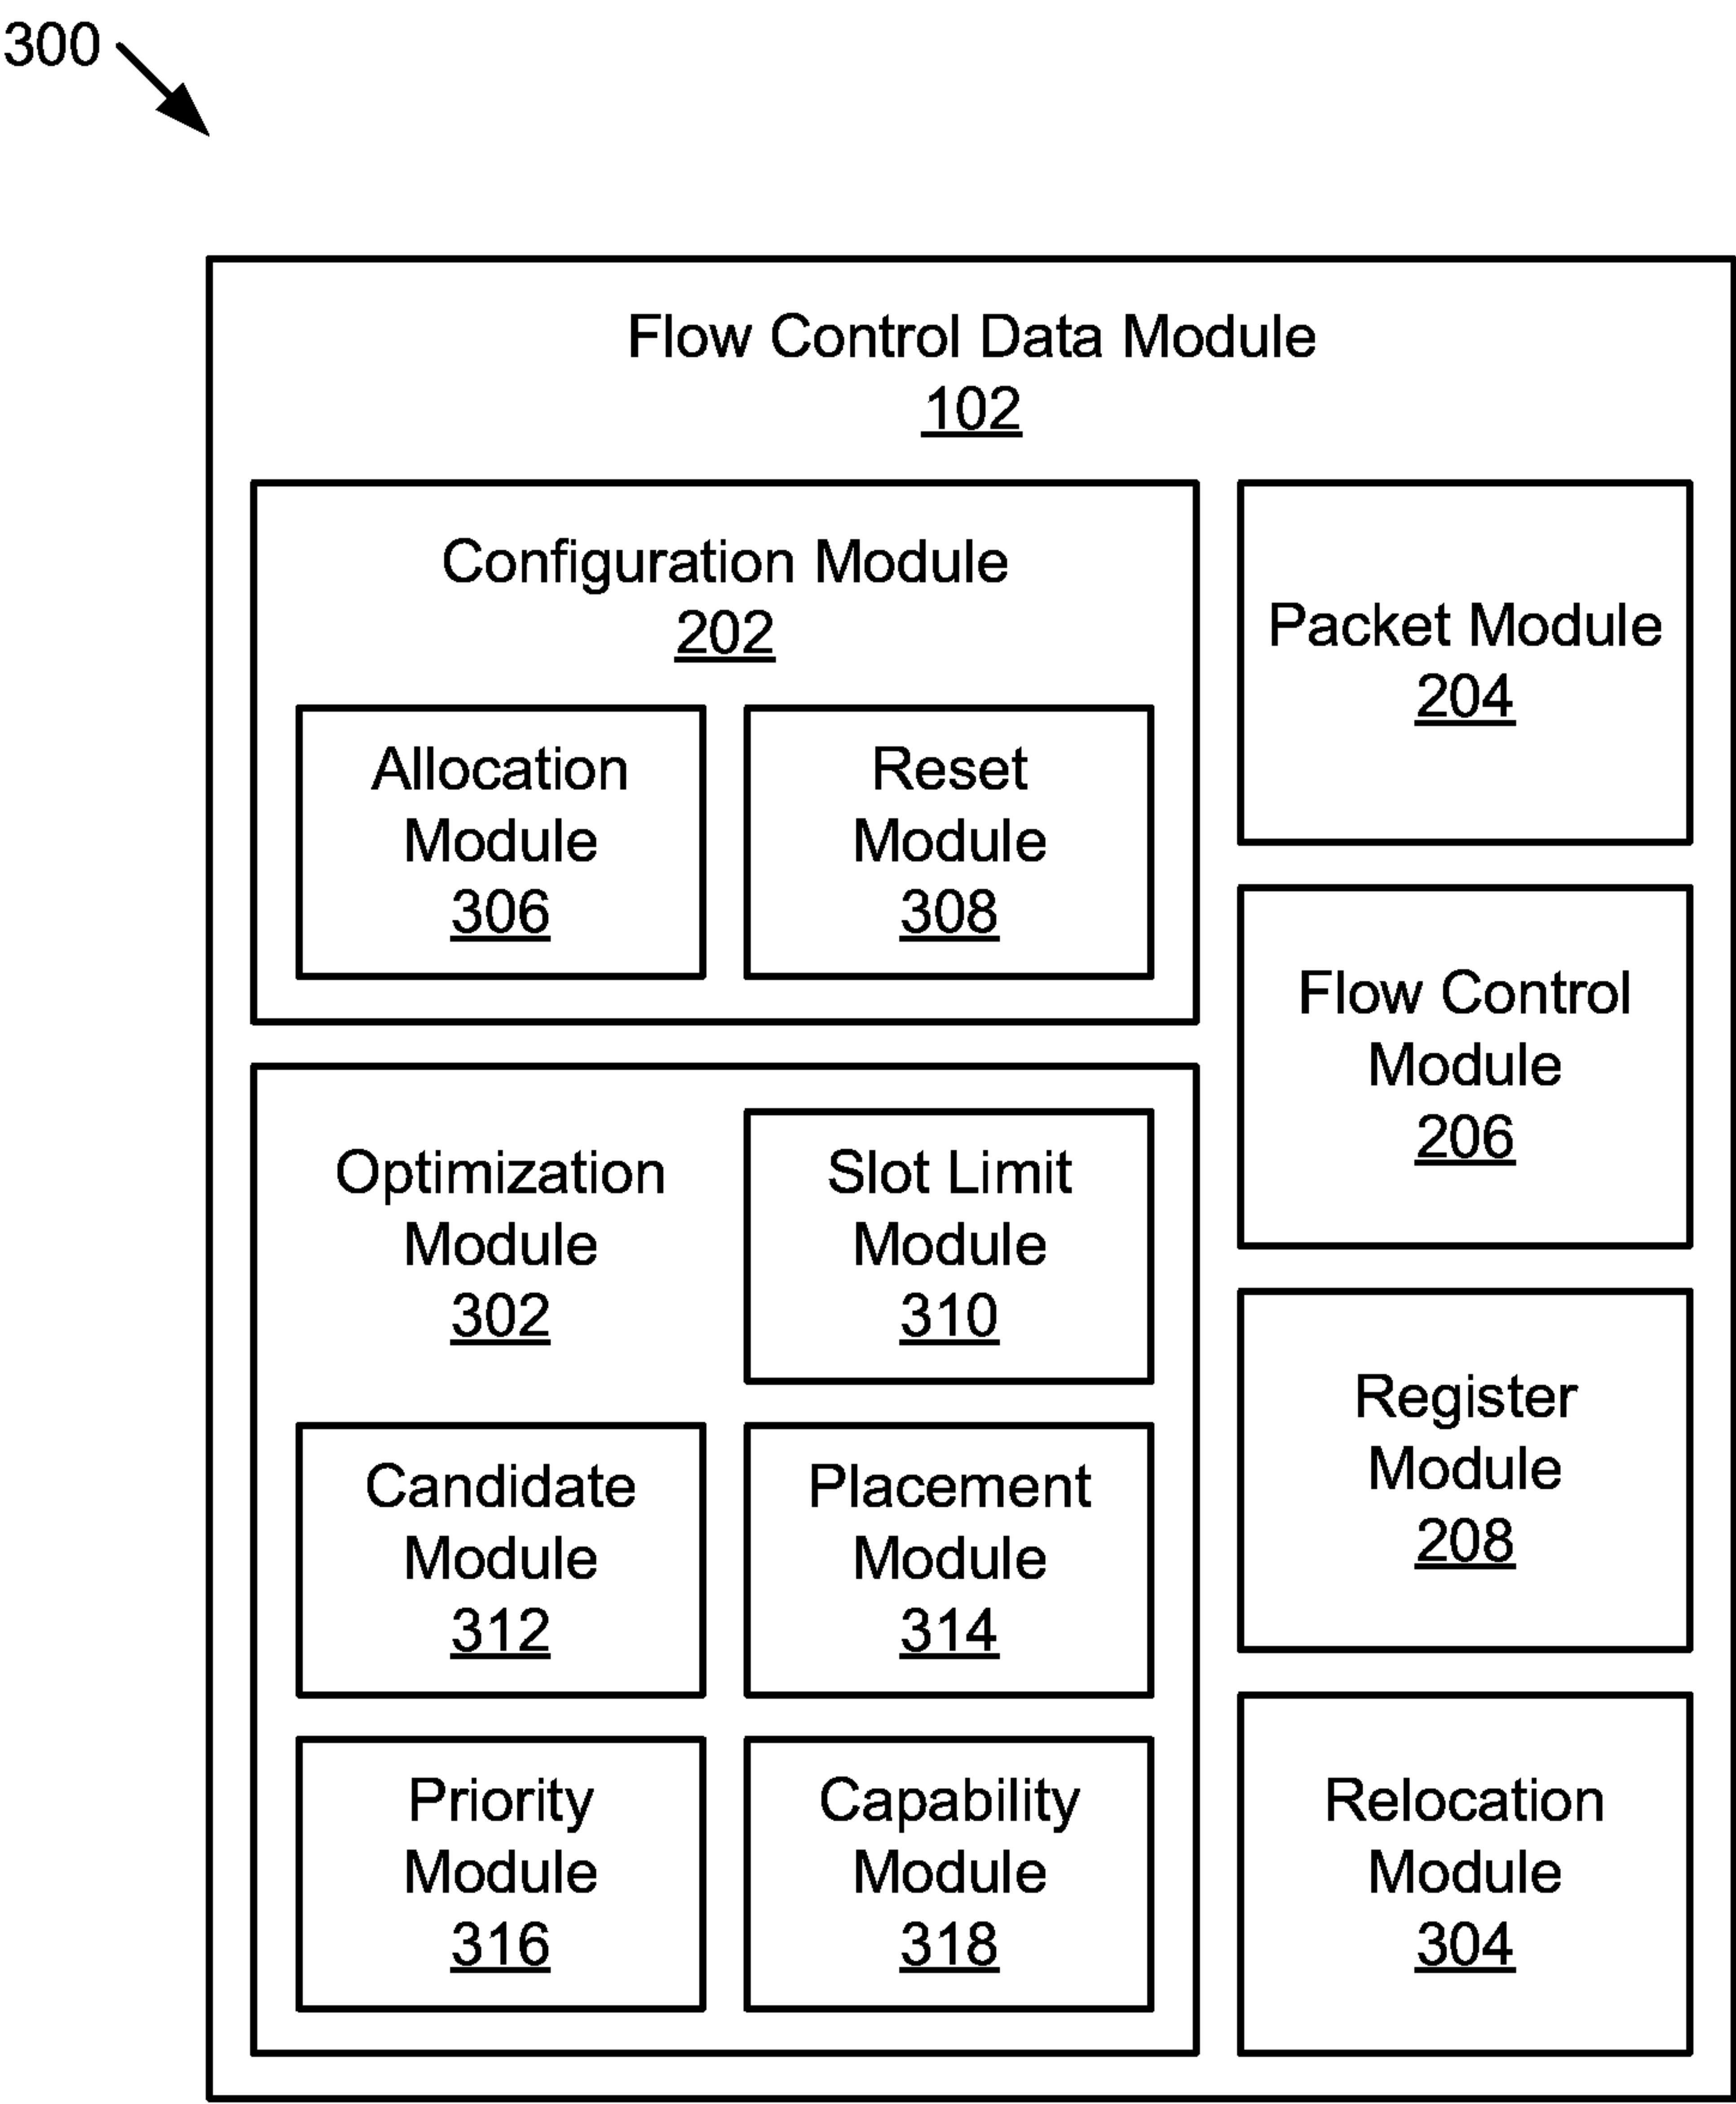 300
Flow Control Data Module
102
Configuration Module
202
Allocation
Module
306
Reset
Module
308
Optimization
Module
302
Slot Limit
Module
310
Candidate
Module
312
Placement
Module
314
Priority
Module
316
Capability
Module
318
Packet Module
204
Flow Control
Module
206
Register
Module
208
Relocation
Module
304